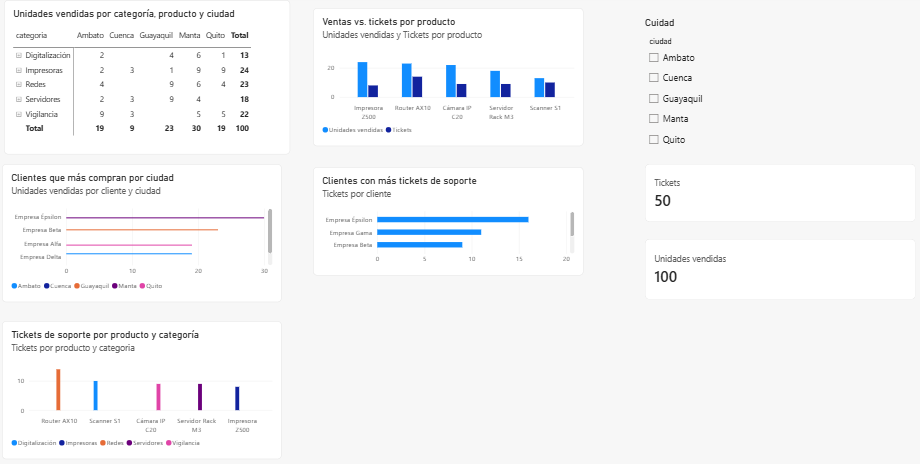 Unidades vendidas por categoría, producto y ciudad
categoria Ambato Cuenca Guayaquil Manta Quito Total
Digitalización 2 4 6 1 13
Impresoras 2 3 1 9 9 24
Redes 4 9 6 4 23
Servidores 2 3 9 4 18
Vigilancia 9 3 5 5 22
Total 19 9 23 30 19 100
Ventas vs. tickets por producto
Unidades vendidas y Tickets por producto
20
0
Impresora Z500
Router AX10
Cámara IP C20
Servidor Rack M3
Scanner S1
Unidades vendidas Tickets
Cuidad
ciudad
Ambato
Cuenca
Guayaquil
Manta
Quito
Clientes que más compran por ciudad
Unidades vendidas por cliente y ciudad
Empresa Epsilon
Empresa Beta
Empresa Alfa
Empresa Delta
0 10 20 30
Ambato Cuenca Guayaquil Manta Quito
Clientes con más tickets de soporte
Tickets por cliente
Empresa Epsilon
Empresa Gama
Empresa Beta
0 5 10 15 20
Tickets
50
Unidades vendidas
100
Tickets de soporte por producto y categoría
Tickets por producto y categoria
10
0
Router AX10
Scanner S1
Cámara IP C20
Servidor Rack M3
Impresora Z500
Digitalización Impresoras Redes Servidores Vigilancia